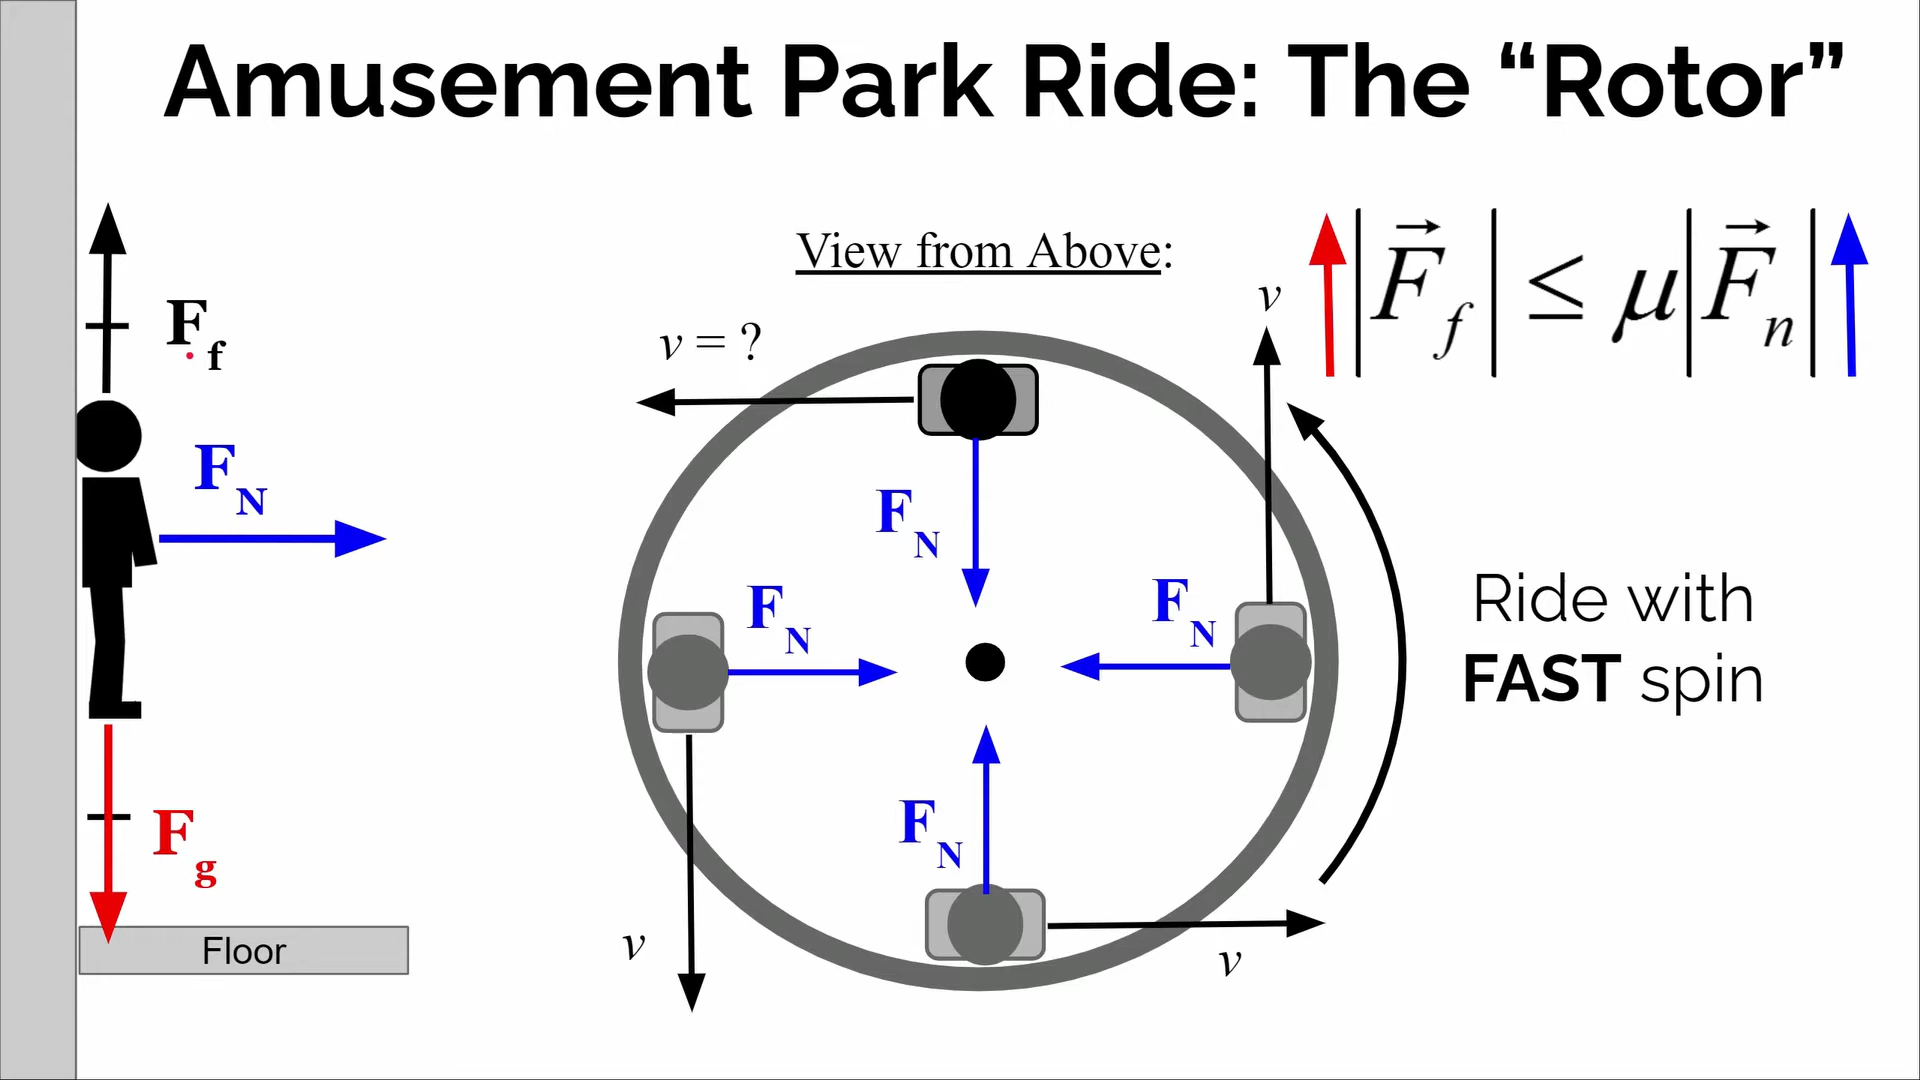 Amusement Park Ride: The “Rotor”
View from Above:
|F⃗f| ≤ μ|F⃗n|
v
v = ?
Ff
FN
FN
FN
FN
Ride with
FAST spin
Fg
FN
v
v
Floor